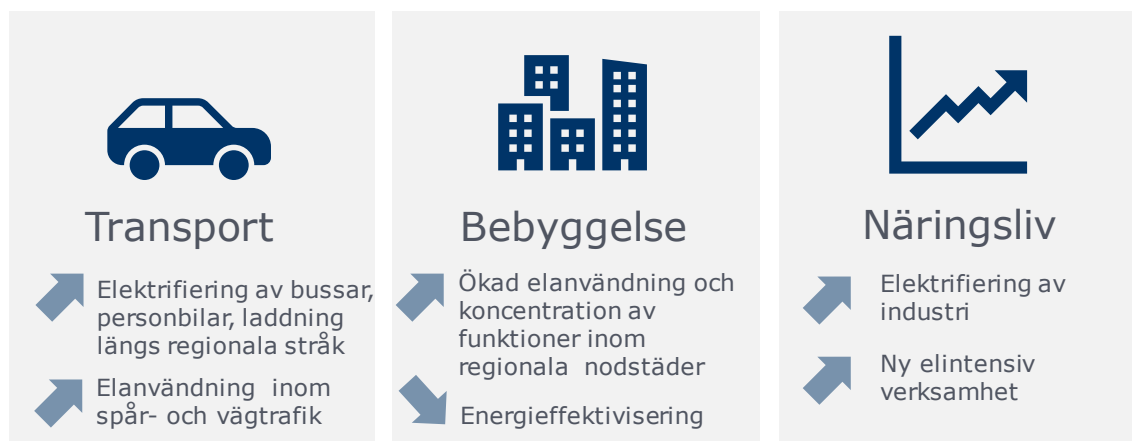 Transport
Elektrifiering av bussar,
personbilar, laddning
längs regionala stråk
Elanvändning inom
spår- och vägtrafik
Bebyggelse
Ökad elanvändning och
koncentration av
funktioner inom
regionala nodstäder
Energieffektivisering
Näringsliv
Elektrifiering av
industri
Ny elintensiv
verksamhet